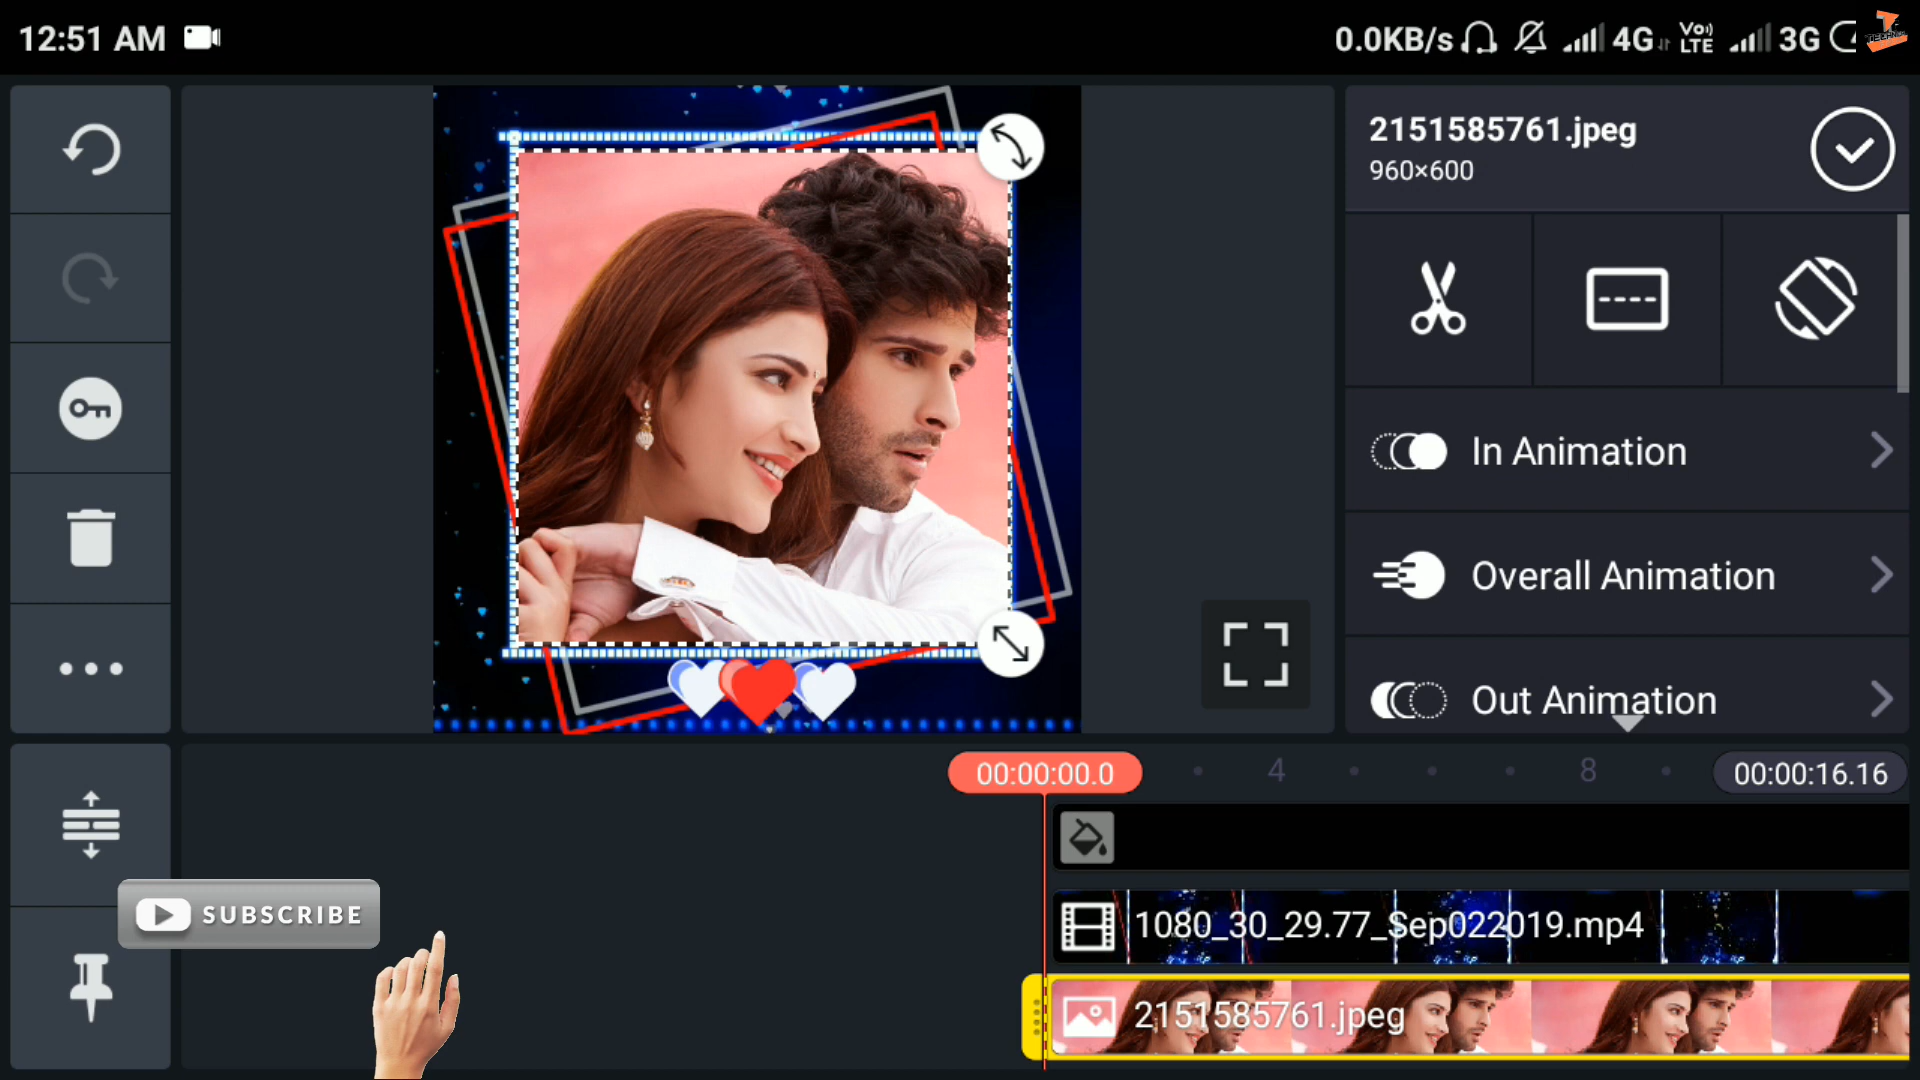 12:51 AM
0.0KB/s 4G Vo) LTE 3G
2151585761.jpeg
960×600
In Animation
Overall Animation
Out Animation
00:00:00.0 4 8 00:00:16.16
1080_30_29.77_Sep022019.mp4
SUBSCRIBE
2151585761.jpeg